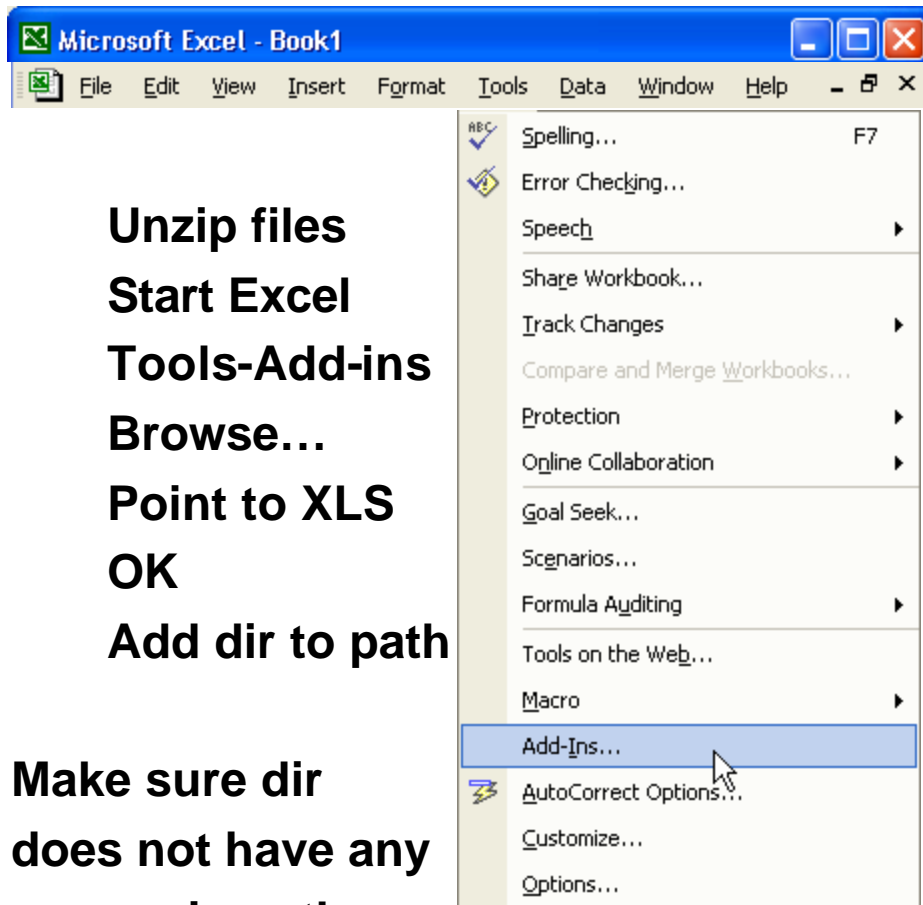 Microsoft Excel - Book1
File Edit View Insert Format Tools Data Window Help
Unzip files
Start Excel
Tools-Add-ins
Browse…
Point to XLS
OK
Add dir to path
Make sure dir
does not have any
ABC Spelling... F7
Error Checking...
Speech
Share Workbook...
Track Changes
Compare and Merge Workbooks...
Protection
Online Collaboration
Goal Seek...
Scenarios...
Formula Auditing
Tools on the Web...
Macro
Add-Ins...
AutoCorrect Options...
Customize...
Options...